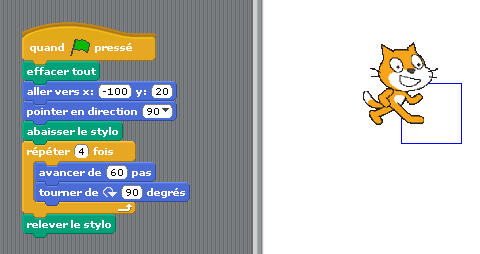 quand pressé
effacer tout
aller vers x: -100 y: 20
pointer en direction 90
abaisser le stylo
répéter 4 fois
avancer de 60 pas
tourner de 90 degrés
relever le stylo